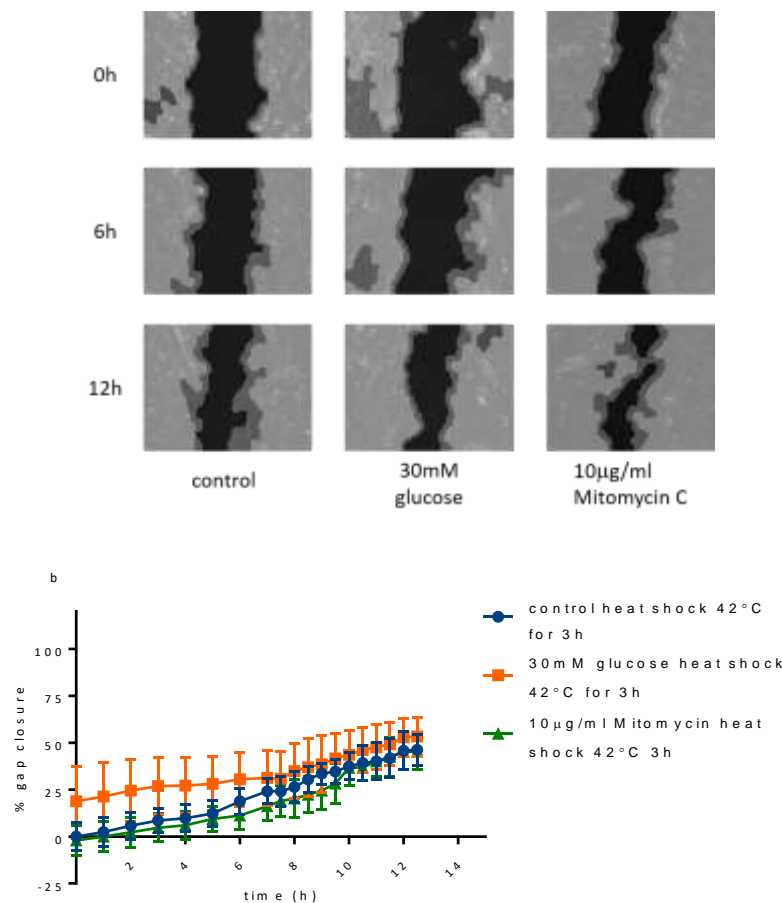 0h
6h
12h
control
30mM
glucose
10µg/ml
Mitomycin C
b
% gap closure
100
75
50
25
0
-25
2
4
6
8
10
12
14
time (h)
control heat shock 42°C
for 3h
30mM glucose heat shock
42°C for 3h
10µg/ml Mitomycin heat
shock 42°C 3h